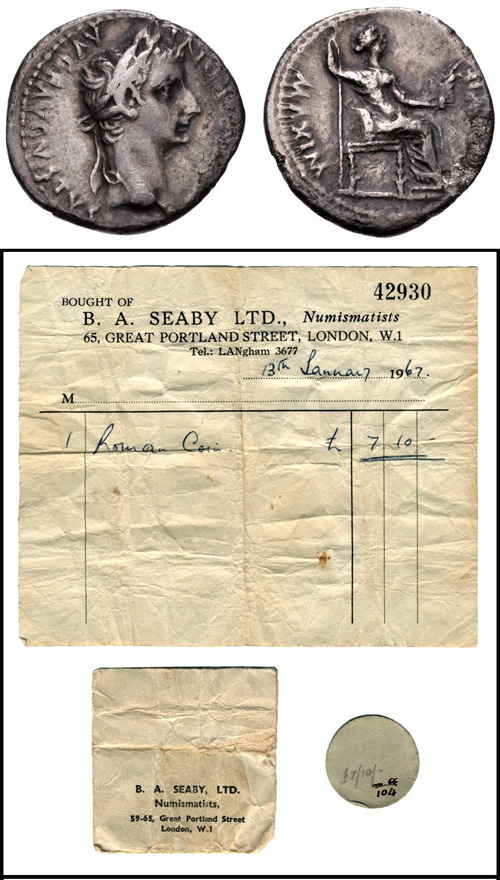 MAXIM
42930
BOUGHT OF
B. A. SEABY LTD., Numismatists
65, GREAT PORTLAND STREET, LONDON, W.1
Tel.: LANgham 3677
13th January 1962.
M
1 Roman Coin. £ 7 10 -
B. A. SEABY, LTD.
Numismatists,
59-65, Great Portland Street
London, W.1
£7/10/-
104